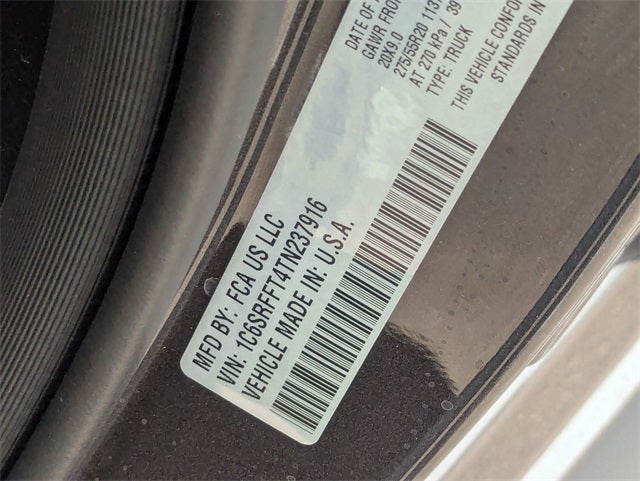 MFD BY: FCA US LLC
VIN: 1C6SRFFT4TN237916
VEHICLE MADE IN: U.S.A.
DATE OF
GAWR FRO
20X9.0
275/55R20 113
AT 270 kPa / 39
TYPE: TRUCK
THIS VEHICLE CONFO
STANDARDS IN